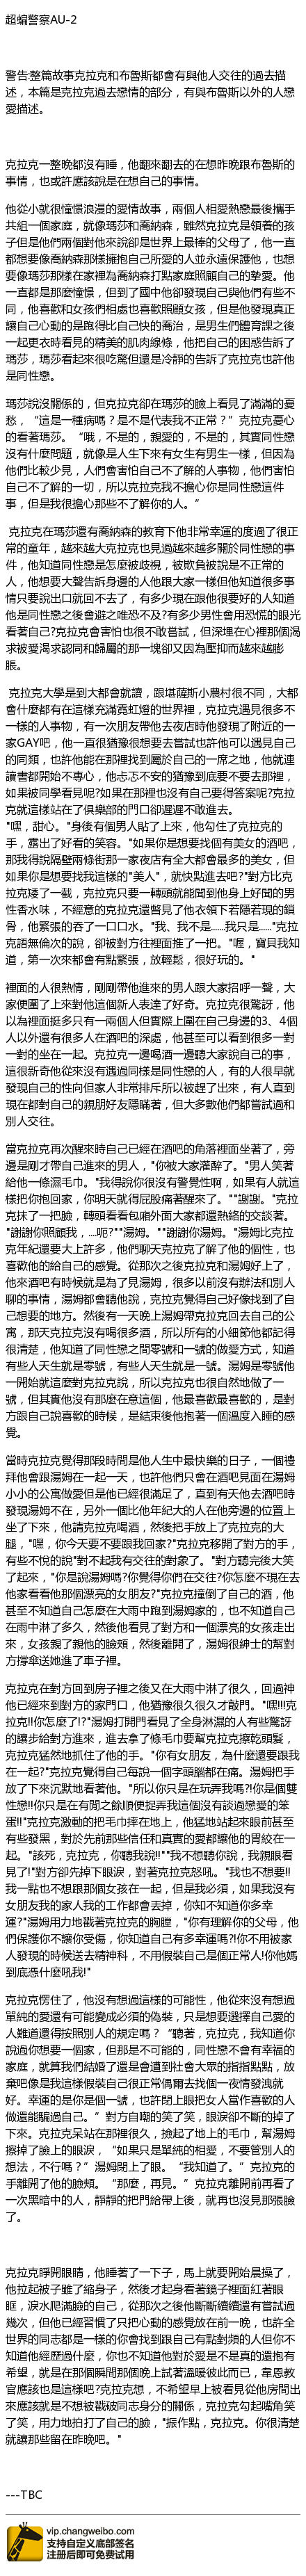 超蝙警察AU-2
警告:整篇故事克拉克和布魯斯都會有與他人交往的過去描
述，本篇是克拉克過去戀情的部分，有與布魯斯以外的人戀
愛描述。
克拉克一整晚都沒有睡，他翻來翻去的在想昨晚跟布魯斯的
事情，也或許應該說是在想自己的事情。
他從小就很憧憬浪漫的愛情故事，兩個人相愛熱戀最後攜手
共組一個家庭，就像瑪莎和喬納森，雖然克拉克是領養的孩
子但是他們兩個對他來說卻是世界上最棒的父母了，他一直
都想要像喬納森那樣擁抱自己所愛的人並永遠保護他，也想
要像瑪莎那樣在家裡為喬納森打點家庭照顧自己的摯愛。他
一直都是那麼憧憬，但到了國中他卻發現自己與他們有些不
同，他喜歡和女孩們相處也喜歡照顧女孩，但是他發現真正
讓自己心動的是跑得比自己快的喬治，是男生們體育課之後
一起更衣時看見的精美的肌肉線條，他把自己的困惑告訴了
瑪莎，瑪莎看起來很吃驚但還是冷靜的告訴了克拉克也許他
是同性戀。
瑪莎說沒關係的，但克拉克卻在瑪莎的臉上看見了滿滿的憂
愁，“這是一種病嗎？是不是代表我不正常？”克拉克憂心
的看著瑪莎。“哦，不是的，親愛的，不是的，其實同性戀
沒有什麼問題，就像是人生下來有女生有男生一樣，但因為
他們比較少見，人們會害怕自己不了解的人事物，他們害怕
自己不了解的一切，所以克拉克我不擔心你是同性戀這件
事，但是我很擔心那些不了解你的人。”
克拉克在瑪莎還有喬納森的教育下他非常幸運的度過了很正
常的童年，越來越大克拉克也見過越來越多關於同性戀的事
件，他知道同性戀是怎麼被歧視，被欺負被說是不正常的
人，他想要大聲告訴身邊的人他跟大家一樣但他知道很多事
情只要說出口就回不去了，有多少現在跟他很要好的人知道
他是同性戀之後會避之唯恐不及?有多少男性會用恐慌的眼光
看著自己?克拉克會害怕也很不敢嘗試，但深埋在心裡那個渴
求被愛渴求認同和歸屬的那一塊卻又因為壓抑而越來越膨
脹。
克拉克大學是到大都會就讀，跟堪薩斯小農村很不同，大都
會什麼都有在這樣充滿霓虹燈的世界裡，克拉克遇見很多不
一樣的人事物，有一次朋友帶他去夜店時他發現了附近的一
家GAY吧，他一直很猶豫很想要去嘗試也許他可以遇見自己
的同類，也許他能在那裡找到屬於自己的一席之地，他就連
讀書都開始不專心，他忐忑不安的猶豫到底要不要去那裡，
如果被同學看見呢?如果在那裡也沒有自己要得答案呢?克拉
克就這樣站在了俱樂部的門口卻遲遲不敢進去。
"嘿，甜心。"身後有個男人貼了上來，他勾住了克拉克的
手，露出了好看的笑容。"如果你是想要找個有美女的酒吧，
那我得說隔壁兩條街那一家夜店有全大都會最多的美女，但
如果你是想要找我這樣的"美人"，就快點進去吧?"對方比克
拉克矮了一截，克拉克只要一轉頭就能聞到他身上好聞的男
性香水味，不經意的克拉克還瞥見了他衣領下若隱若現的鎖
骨，他緊張的吞了一口口水。"我、我不是......我只是......"克拉
克語無倫次的說，卻被對方往裡面推了一把。"喔，寶貝我知
道，第一次來都會有點緊張，放輕鬆，很好玩的。"
裡面的人很熱情，剛剛帶他進來的男人跟大家招呼一聲，大
家便圍了上來對他這個新人表達了好奇。克拉克很驚訝，他
以為裡面挺多只有一兩個人但實際上圍在自己身邊的3、4個
人以外還有很多人在酒吧的深處，他甚至可以看到很多一對
一對的坐在一起。克拉克一邊喝酒一邊聽大家說自己的事，
這很新奇他從來沒有遇過同樣是同性戀的人，有的人很早就
發現自己的性向但家人非常排斥所以被趕了出來，有人直到
現在都對自己的親朋好友隱瞞著，但大多數他們都嘗試過和
別人交往。
當克拉克再次醒來時自己已經在酒吧的角落裡面坐著了，旁
邊是剛才帶自己進來的男人，"你被大家灌醉了。"男人笑著
給他一條濕毛巾。"我得說你很沒有警覺性啊，如果有人就這
樣把你抱回家，你明天就得屁股痛著醒來了。""謝謝。"克拉
克抹了一把臉，轉頭看看包廂外面大家都還熱絡的交談著。
"謝謝你照顧我，....呃?""湯姆。""謝謝你湯姆。"湯姆比克拉
克年紀還要大上許多，他們聊天克拉克了解了他的個性，也
喜歡他的給自己的感覺。從那次之後克拉克和湯姆好上了，
他來酒吧有時候就是為了見湯姆，很多以前沒有辦法和別人
聊的事情，湯姆都會聽他說，克拉克覺得自己好像找到了自
己想要的地方。然後有一天晚上湯姆帶克拉克回去自己的公
寓，那天克拉克沒有喝很多酒，所以所有的小細節他都記得
很清楚，他知道了同性戀之間零號和一號的做愛方式，知道
有些人天生就是零號，有些人天生就是一號。湯姆是零號他
一開始就這麼對克拉克說，所以克拉克也很自然地做了一
號，但其實他沒有那麼在意這個，他最喜歡最喜歡的，是對
方跟自己說喜歡的時候，是結束後他抱著一個溫度入睡的感
覺。
當時克拉克覺得那段時間是他人生中最快樂的日子，一個禮
拜他會跟湯姆在一起一天，也許他們只會在酒吧見面在湯姆
小小的公寓做愛但是他已經很滿足了，直到有天他去酒吧時
發現湯姆不在，另外一個比他年紀大的人在他旁邊的位置上
坐了下來，他請克拉克喝酒，然後把手放上了克拉克的大
腿，"嘿，你今天要不要跟我回家?"克拉克移開了對方的手，
有些不悅的說"對不起我有交往的對象了。"對方聽完後大笑
了起來，"你是說湯姆嗎?你覺得你們在交往?你怎麼不現在去
他家看看他那個漂亮的女朋友?"克拉克撞倒了自己的酒，他
甚至不知道自己怎麼在大雨中跑到湯姆家的，也不知道自己
在雨中淋了多久，然後他看見了對方和一個漂亮的女孩走出
來，女孩親了親他的臉頰，然後離開了，湯姆很紳士的幫對
方撐傘送她進了車子裡。
克拉克在對方回到房子裡之後又在大雨中淋了很久，回過神
他已經來到對方的家門口，他猶豫很久很久才敲門。"嘿!!!克
拉克!!你怎麼了!?"湯姆打開門看見了全身淋濕的人有些驚訝
的讓步給對方進來，進去拿了條毛巾要幫克拉克擦乾頭髮，
克拉克猛然地抓住了他的手。"你有女朋友，為什麼還要跟我
在一起?"克拉克覺得自己每說一個字頭腦都在痛。湯姆把手
放了下來沉默地看著他。"所以你只是在玩弄我嗎?!你是個雙
性戀!!你只是在有閒之餘順便捉弄我這個沒有談過戀愛的笨
蛋!!"克拉克激動的把毛巾摔在地上，他猛地站起來眼前甚至
有些發黑，對於先前那些信任和真實的愛都讓他的胃絞在一
起。"該死，克拉克，你聽我說!!""我不想聽你說，我親眼看
見了!"對方卻先掉下眼淚，對著克拉克怒吼。"我也不想要!!
我一點也不想跟那個女孩在一起，但是我必須，如果我沒有
女朋友我的家人我的工作都會丟掉，你知不知道你多幸
運?"湯姆用力地戳著克拉克的胸膛，"你有理解你的父母，他
們保護你不讓你受傷，你知道自己有多幸運嗎?!你不用被家
人發現的時候送去精神科，不用假裝自己是個正常人!你他媽
到底憑什麼吼我!"
克拉克愣住了，他沒有想過這樣的可能性，他從來沒有想過
單純的愛還有可能變成必須的偽裝，只是想要選擇自己愛的
人難道還得按照別人的規定嗎？“聽著，克拉克，我知道你
說過你想要一個家，但那是不可能的，同性戀不會有幸福的
家庭，就算我們結婚了還是會遭到社會大眾的指指點點，放
棄吧像是我這樣假裝自己很正常偶爾去找個一夜情發洩就
好。幸運的是你是個一號，也許閉上眼把女人當作喜歡的人
做還能騙過自己。”對方自嘲的笑了笑，眼淚卻不斷的掉了
下來。克拉克呆站在那裡很久，撿起了地上的毛巾，幫湯姆
擦掉了臉上的眼淚，“如果只是單純的相愛，不要管別人的
想法，不行嗎？”湯姆閉上了眼。“我知道了。”克拉克的
手離開了他的臉頰。“那麼，再見。”克拉克離開前再看了
一次黑暗中的人，靜靜的把門給帶上後，就再也沒見那張臉
了。
克拉克睜開眼睛，他睡著了一下子，馬上就要開始晨操了，
他拉起被子雖了縮身子，然後才起身看著鏡子裡面紅著眼
眶，淚水爬滿臉的自己，從那次之後他斷斷續續還有嘗試過
幾次，但他已經習慣了只把心動的感覺放在前一晚，也許全
世界的同志都是一樣的你會找到跟自己有點對頻的人但你不
知道他經歷過什麼，你也不知道他對於愛是不是真的還抱有
希望，就是在那個瞬間那個晚上試著溫暖彼此而已，韋恩教
官應該也是這樣吧?克拉克想，不希望早上被看見從他房間出
來應該就是不想被戳破同志身分的關係，克拉克勾起嘴角笑
了笑，用力地拍打了自己的臉，"振作點，克拉克。你很清楚
就讓那些留在昨晚吧。"
---TBC
vip.changweibo.com
支持自定义底部签名
注册后即可免费试用